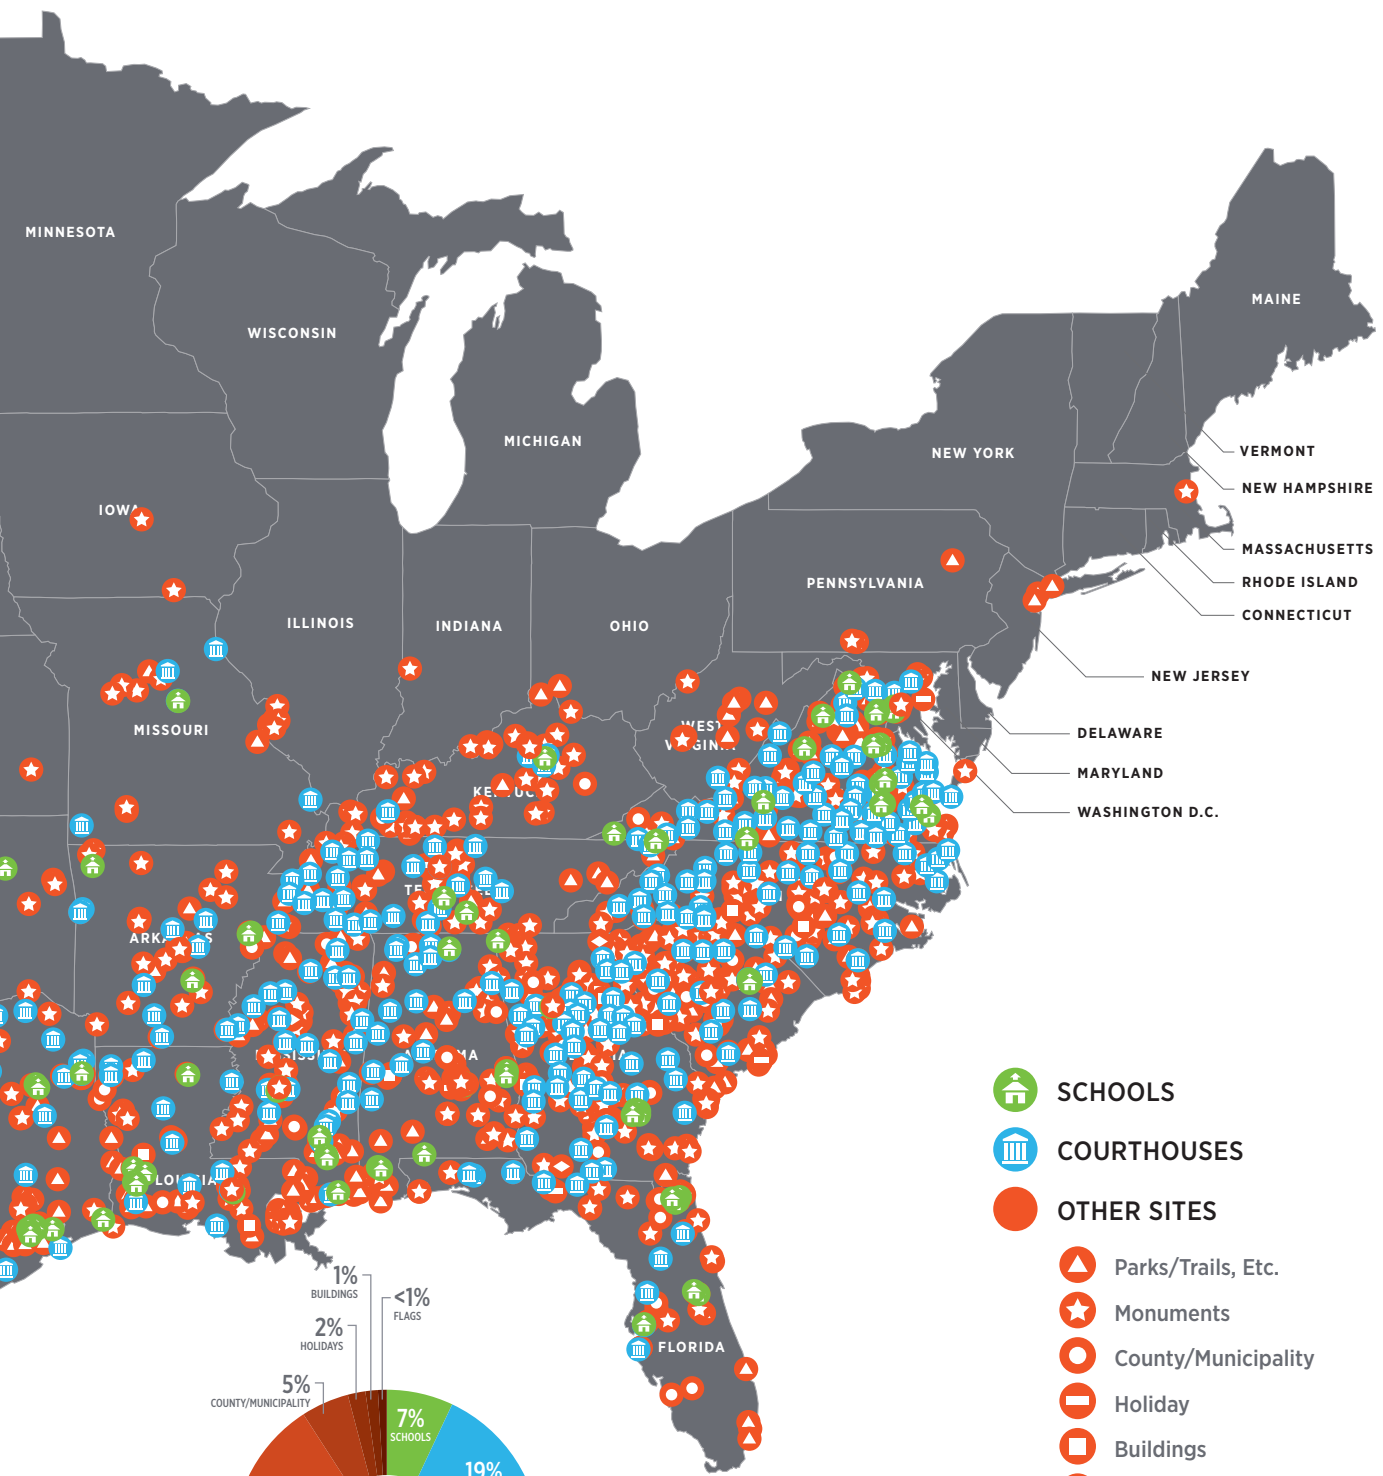 MINNESOTA
WISCONSIN
MICHIGAN
MAINE
NEW YORK
VERMONT
NEW HAMPSHIRE
IOWA
MASSACHUSETTS
RHODE ISLAND
CONNECTICUT
PENNSYLVANIA
ILLINOIS
INDIANA
OHIO
NEW JERSEY
MISSOURI
WEST
DELAWARE
MARYLAND
WASHINGTON D.C.
SCHOOLS
COURTHOUSES
OTHER SITES
Parks/Trails, Etc.
Monuments
County/Municipality
Holiday
Buildings
FLORIDA
1%
BUILDINGS
<1%
FLAGS
2%
HOLIDAYS
5%
COUNTY/MUNICIPALITY
7%
SCHOOLS
19%